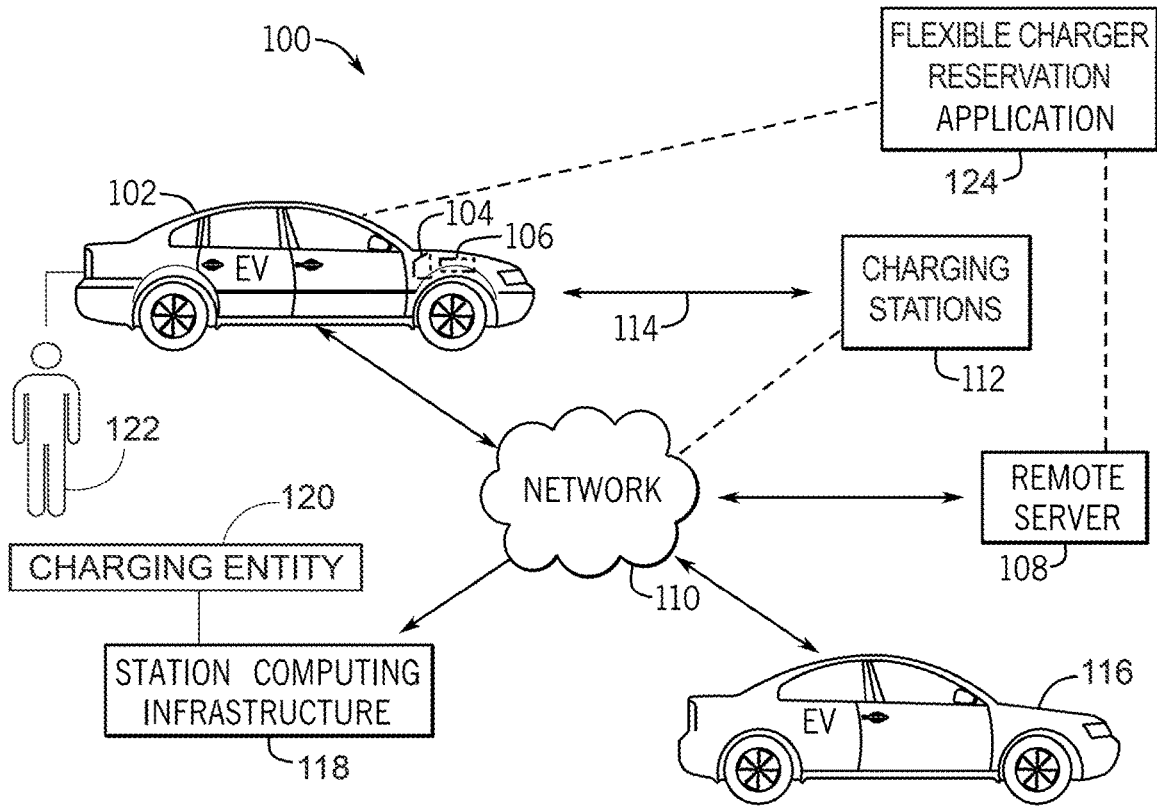 100
FLEXIBLE CHARGER
RESERVATION
APPLICATION
124
102
104
106
EV
CHARGING
STATIONS
114
112
122
NETWORK
REMOTE
SERVER
120
108
CHARGING ENTITY
110
STATION COMPUTING
INFRASTRUCTURE
118
116
EV